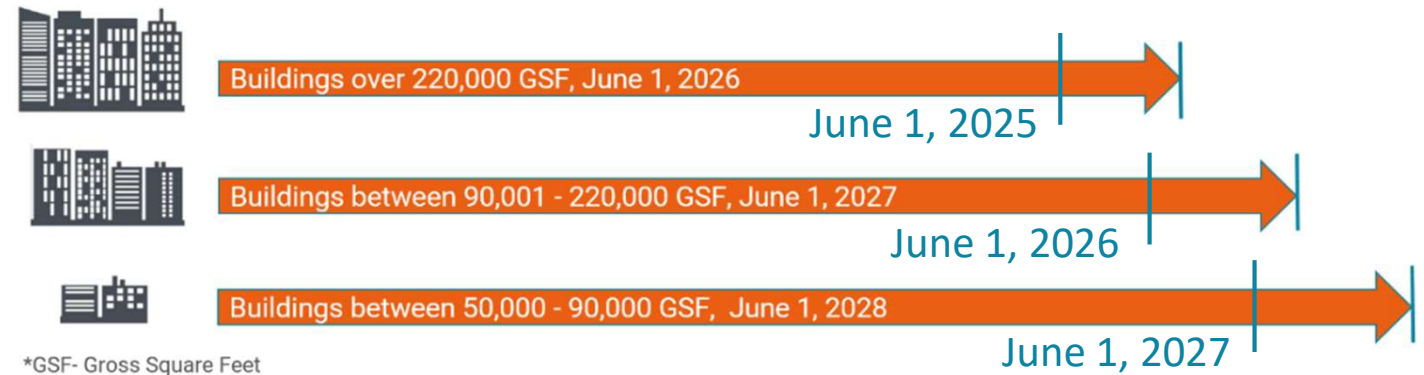 Buildings over 220,000 GSF, June 1, 2026
June 1, 2025
Buildings between 90,001 - 220,000 GSF, June 1, 2027
June 1, 2026
Buildings between 50,000 - 90,000 GSF, June 1, 2028
June 1, 2027
*GSF- Gross Square Feet